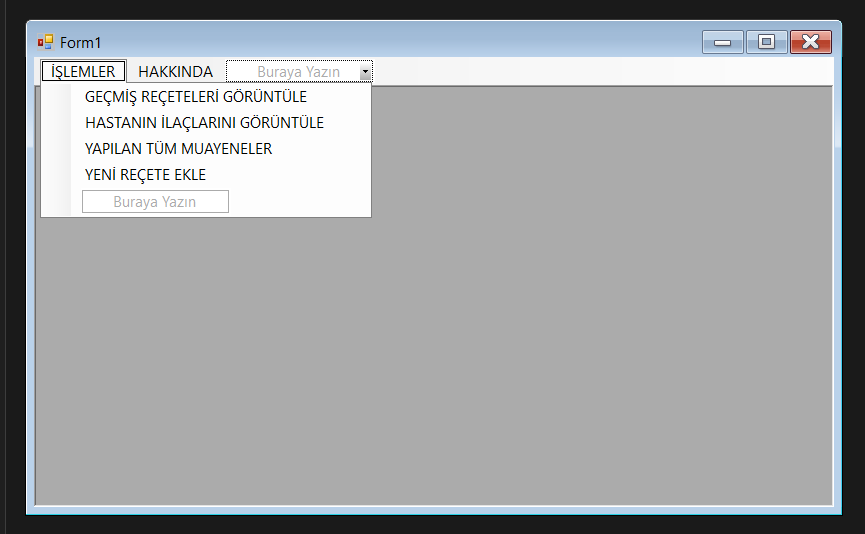 Form1
İŞLEMLER HAKKINDA Buraya Yazın
GEÇMİŞ REÇETELERİ GÖRÜNTÜLE
HASTANIN İLAÇLARINI GÖRÜNTÜLE
YAPILAN TÜM MUAYENELER
YENİ REÇETE EKLE
Buraya Yazın